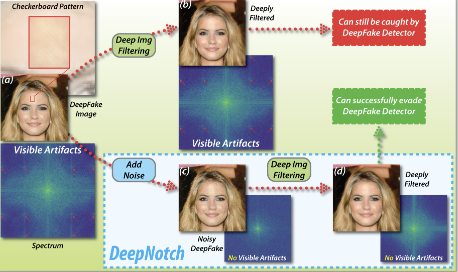 Checkerboard Pattern
(a)
DeepFake
Image
Visible Artifacts
Spectrum
Deep Img
Filtering
(b)
Deeply
Filtered
Visible Artifacts
Can still be caught by
DeepFake Detector
Can successfully evade
DeepFake Detector
Add
Noise
(c)
Noisy
DeepFake
No Visible Artifacts
Deep Img
Filtering
(d)
Deeply
Filtered
No Visible Artifacts
DeepNotch